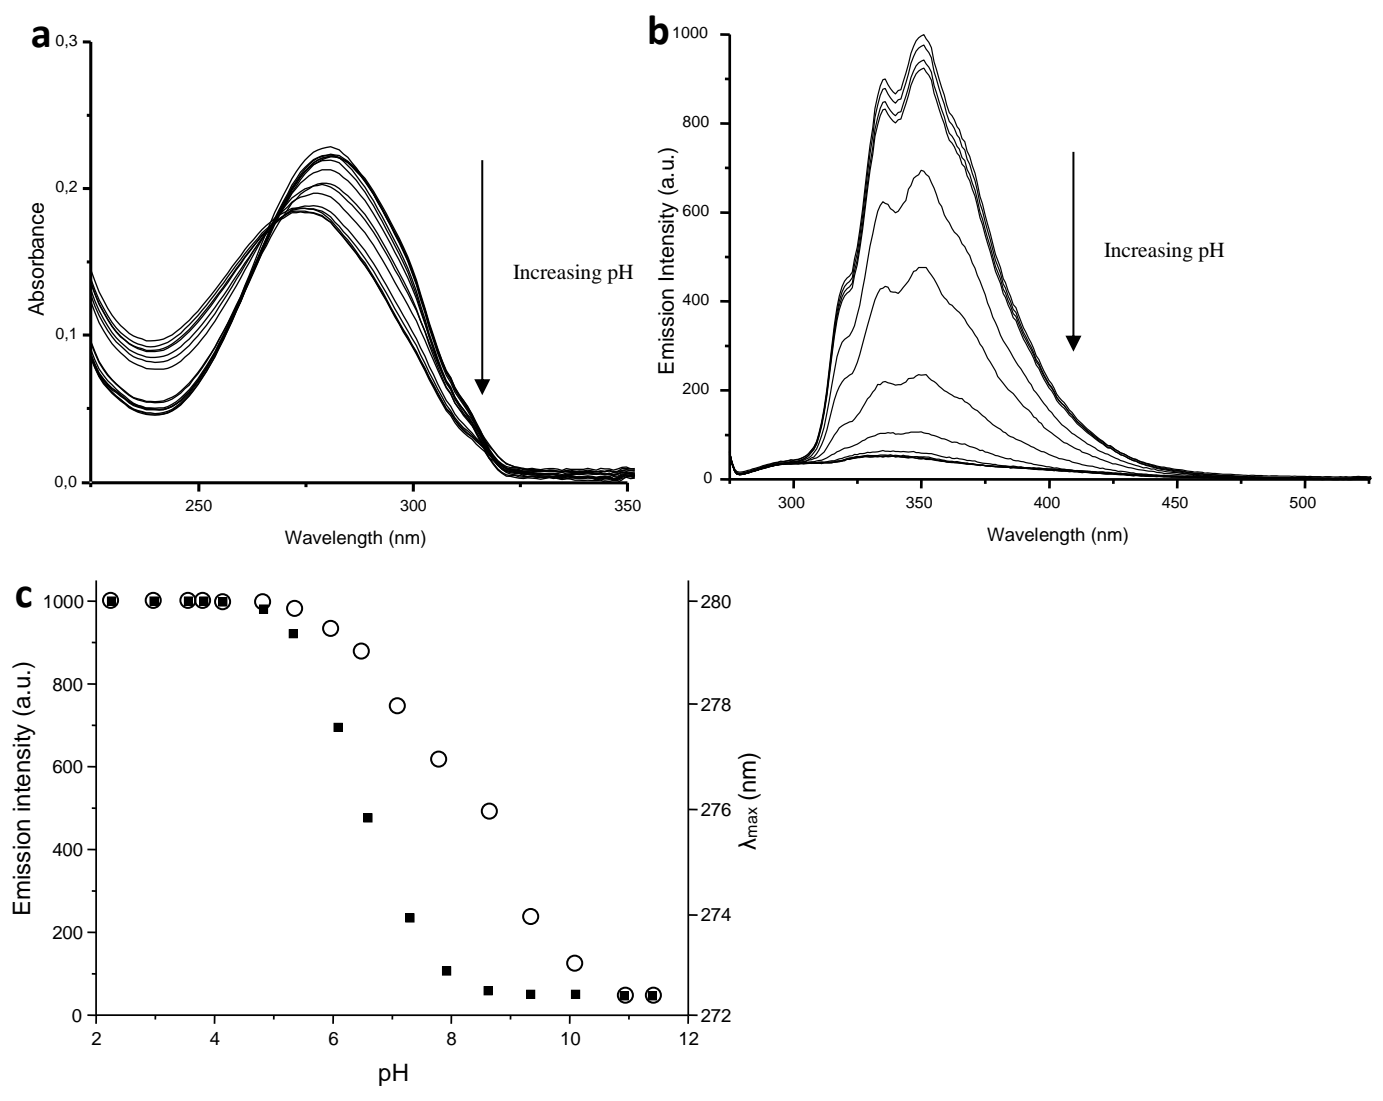 a
0,3
0,2
0,1
0,0
Absorbance
Increasing pH
250
300
350
Wavelength (nm)
b
1000
800
600
400
200
0
Emission Intensity (a.u.)
Increasing pH
300
350
400
450
500
Wavelength (nm)
c
1000
800
600
400
200
0
Emission intensity (a.u.)
280
278
276
274
272
λmax (nm)
2
4
6
8
10
12
pH